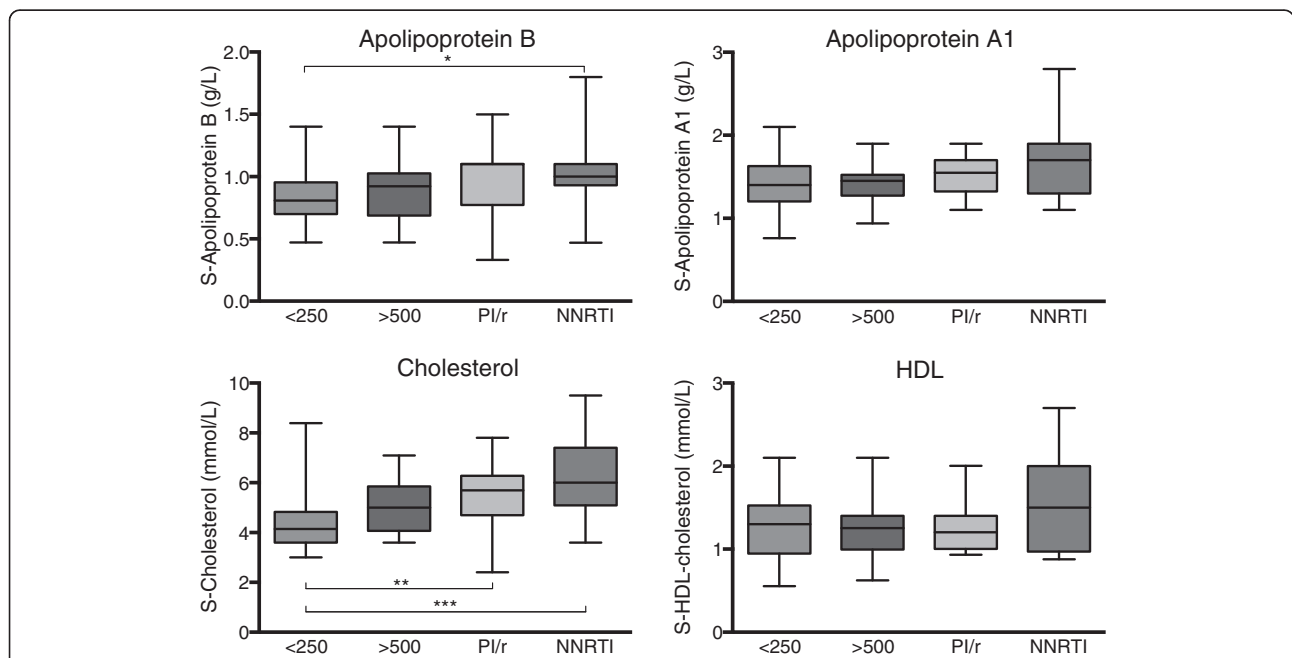 Apolipoprotein B
S-Apolipoprotein B (g/L)
2.0
1.5
1.0
0.5
0.0
*
<250 >500 PI/r NNRTI
Apolipoprotein A1
S-Apolipoprotein A1 (g/L)
3
2
1
0
<250 >500 PI/r NNRTI
Cholesterol
S-Cholesterol (mmol/L)
10
8
6
4
2
0
**
***
<250 >500 PI/r NNRTI
HDL
S-HDL-cholesterol (mmol/L)
3
2
1
0
<250 >500 PI/r NNRTI